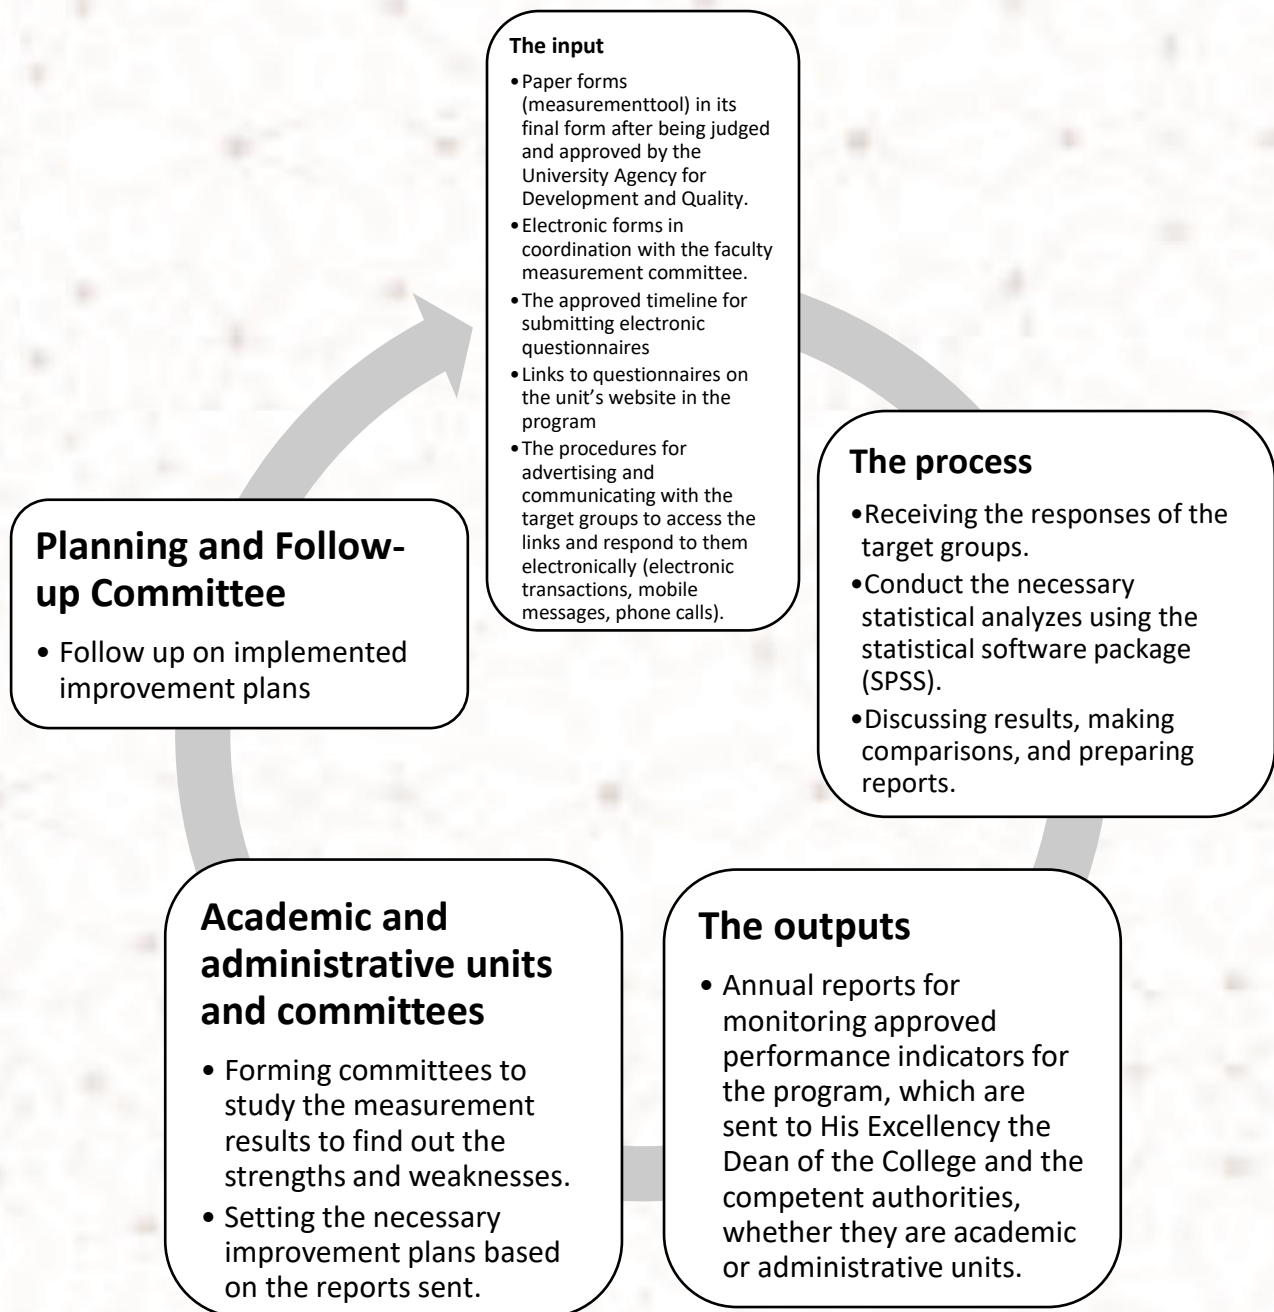 The input
•Paper forms
(measurementtool) in its
final form after being judged
and approved by the
University Agency for
Development and Quality.
•Electronic forms in
coordination with the faculty
measurement committee.
•The approved timeline for
submitting electronic
questionnaires
•Links to questionnaires on
the unit’s website in the
program
•The procedures for
advertising and
communicating with the
target groups to access the
links and respond to them
electronically (electronic
transactions, mobile
messages, phone calls).
The process
•Receiving the responses of the
target groups.
•Conduct the necessary
statistical analyzes using the
statistical software package
(SPSS).
•Discussing results, making
comparisons, and preparing
reports.
The outputs
• Annual reports for
monitoring approved
performance indicators for
the program, which are
sent to His Excellency the
Dean of the College and the
competent authorities,
whether they are academic
or administrative units.
Academic and
administrative units
and committees
• Forming committees to
study the measurement
results to find out the
strengths and weaknesses.
• Setting the necessary
improvement plans based
on the reports sent.
Planning and Follow-
up Committee
• Follow up on implemented
improvement plans